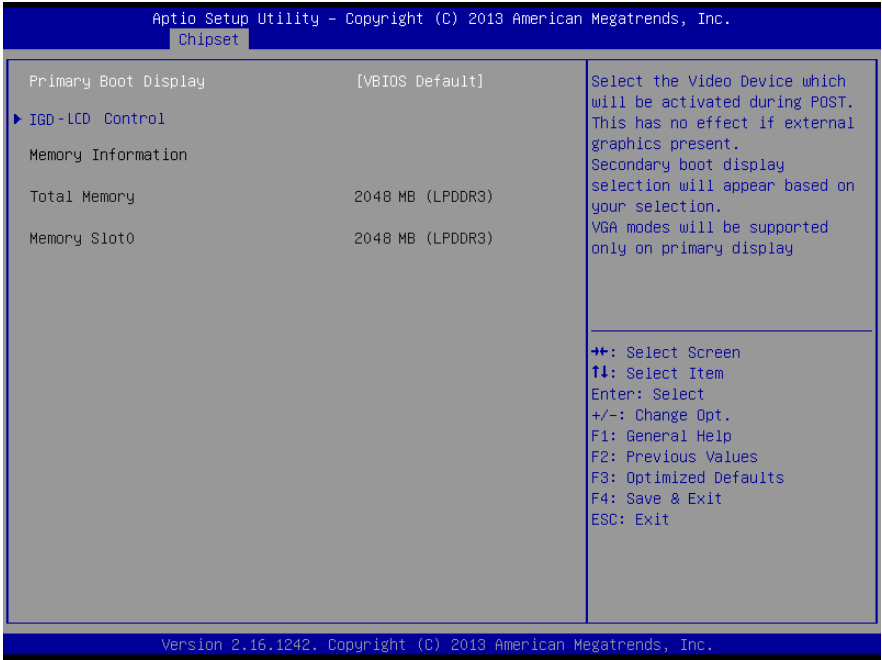 Aptio Setup Utility – Copyright (C) 2013 American Megatrends, Inc.
Chipset
Primary Boot Display [VBIOS Default]
IGD-LCD Control
Memory Information
Total Memory 2048 MB (LPDDR3)
Memory Slot0 2048 MB (LPDDR3)
Select the Video Device which
will be activated during POST.
This has no effect if external
graphics present.
Secondary boot display
selection will appear based on
your selection.
VGA modes will be supported
only on primary display
→←: Select Screen
↑↓: Select Item
Enter: Select
+/-: Change Opt.
F1: General Help
F2: Previous Values
F3: Optimized Defaults
F4: Save & Exit
ESC: Exit
Version 2.16.1242. Copyright (C) 2013 American Megatrends, Inc.